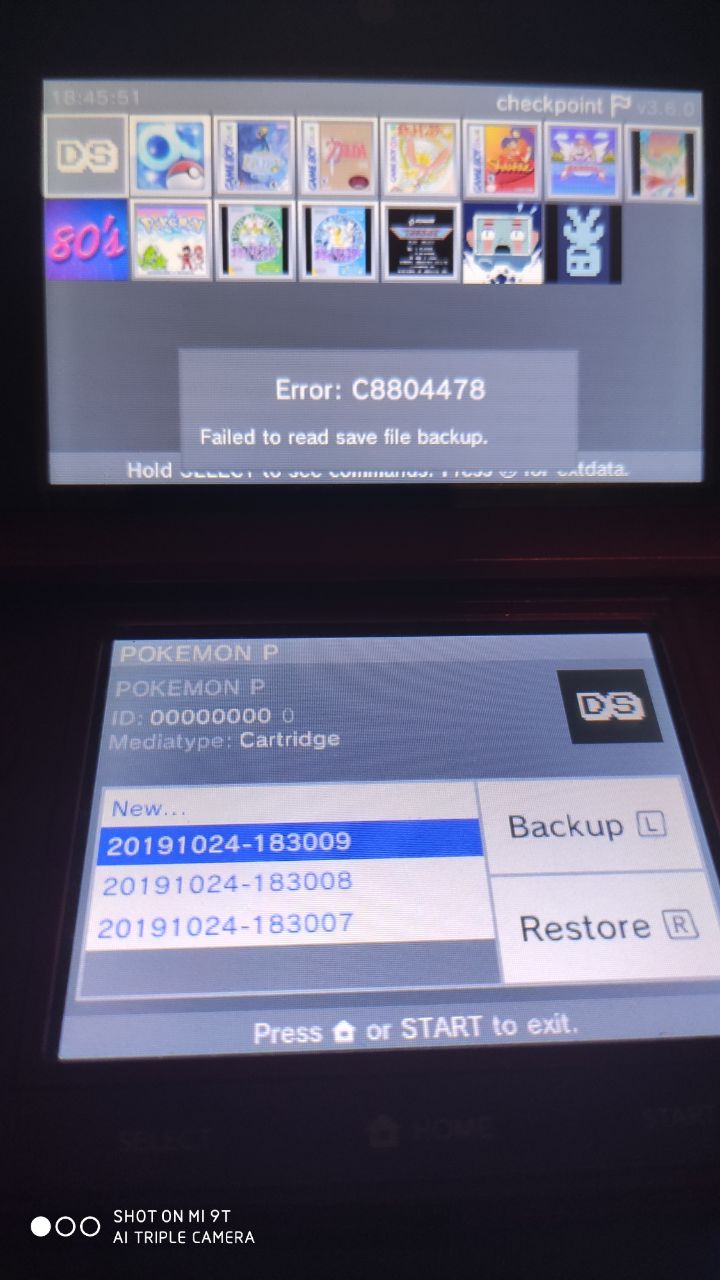 18:45:51
checkpoint v3.6.0
DS
80's
POKéMON
Error: C8804478
Failed to read save file backup.
Hold SELECT to see commands. Press for extdata.
POKEMON P
POKEMON P
ID: 00000000 0
Mediatype: Cartridge
DS
New...
20191024-183009
20191024-183008
20191024-183007
Backup L
Restore R
Press or START to exit.
SELECT
HOME
START
SHOT ON MI 9T
AI TRIPLE CAMERA